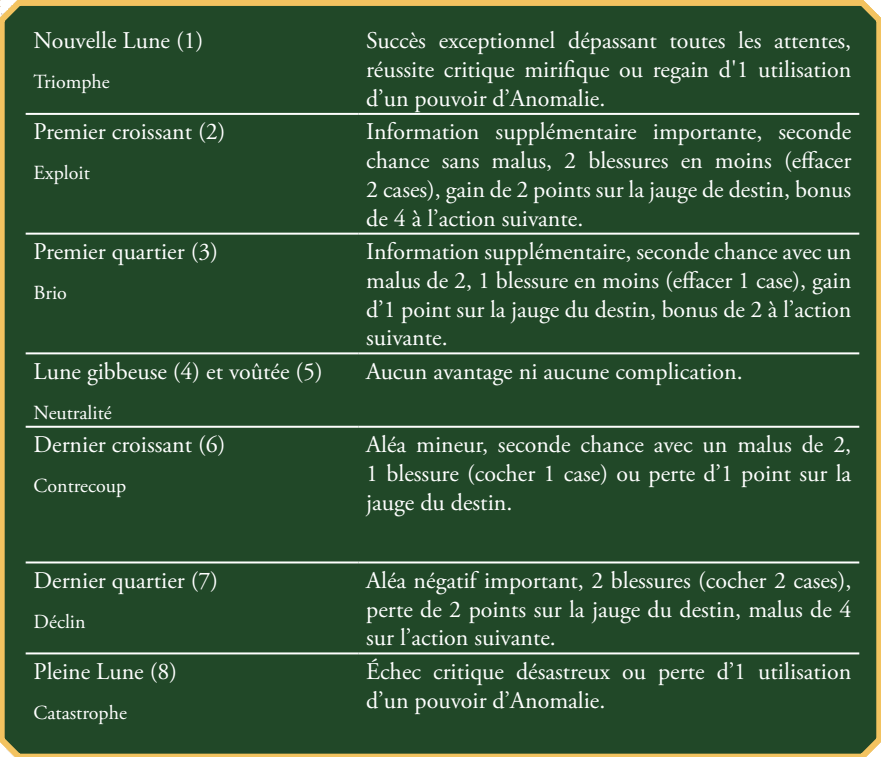 Nouvelle Lune (1)
Triomphe
Succès exceptionnel dépassant toutes les attentes,
réussite critique mirifique ou regain d'1 utilisation
d’un pouvoir d’Anomalie.
Premier croissant (2)
Exploit
Information supplémentaire importante, seconde
chance sans malus, 2 blessures en moins (effacer
2 cases), gain de 2 points sur la jauge de destin, bonus
de 4 à l’action suivante.
Premier quartier (3)
Brio
Information supplémentaire, seconde chance avec un
malus de 2, 1 blessure en moins (effacer 1 case), gain
d’1 point sur la jauge du destin, bonus de 2 à l’action
suivante.
Lune gibbeuse (4) et voûtée (5)
Neutralité
Aucun avantage ni aucune complication.
Dernier croissant (6)
Contrecoup
Aléa mineur, seconde chance avec un malus de 2,
1 blessure (cocher 1 case) ou perte d’1 point sur la
jauge du destin.
Dernier quartier (7)
Déclin
Aléa négatif important, 2 blessures (cocher 2 cases),
perte de 2 points sur la jauge du destin, malus de 4
sur l’action suivante.
Pleine Lune (8)
Catastrophe
Échec critique désastreux ou perte d’1 utilisation
d’un pouvoir d’Anomalie.